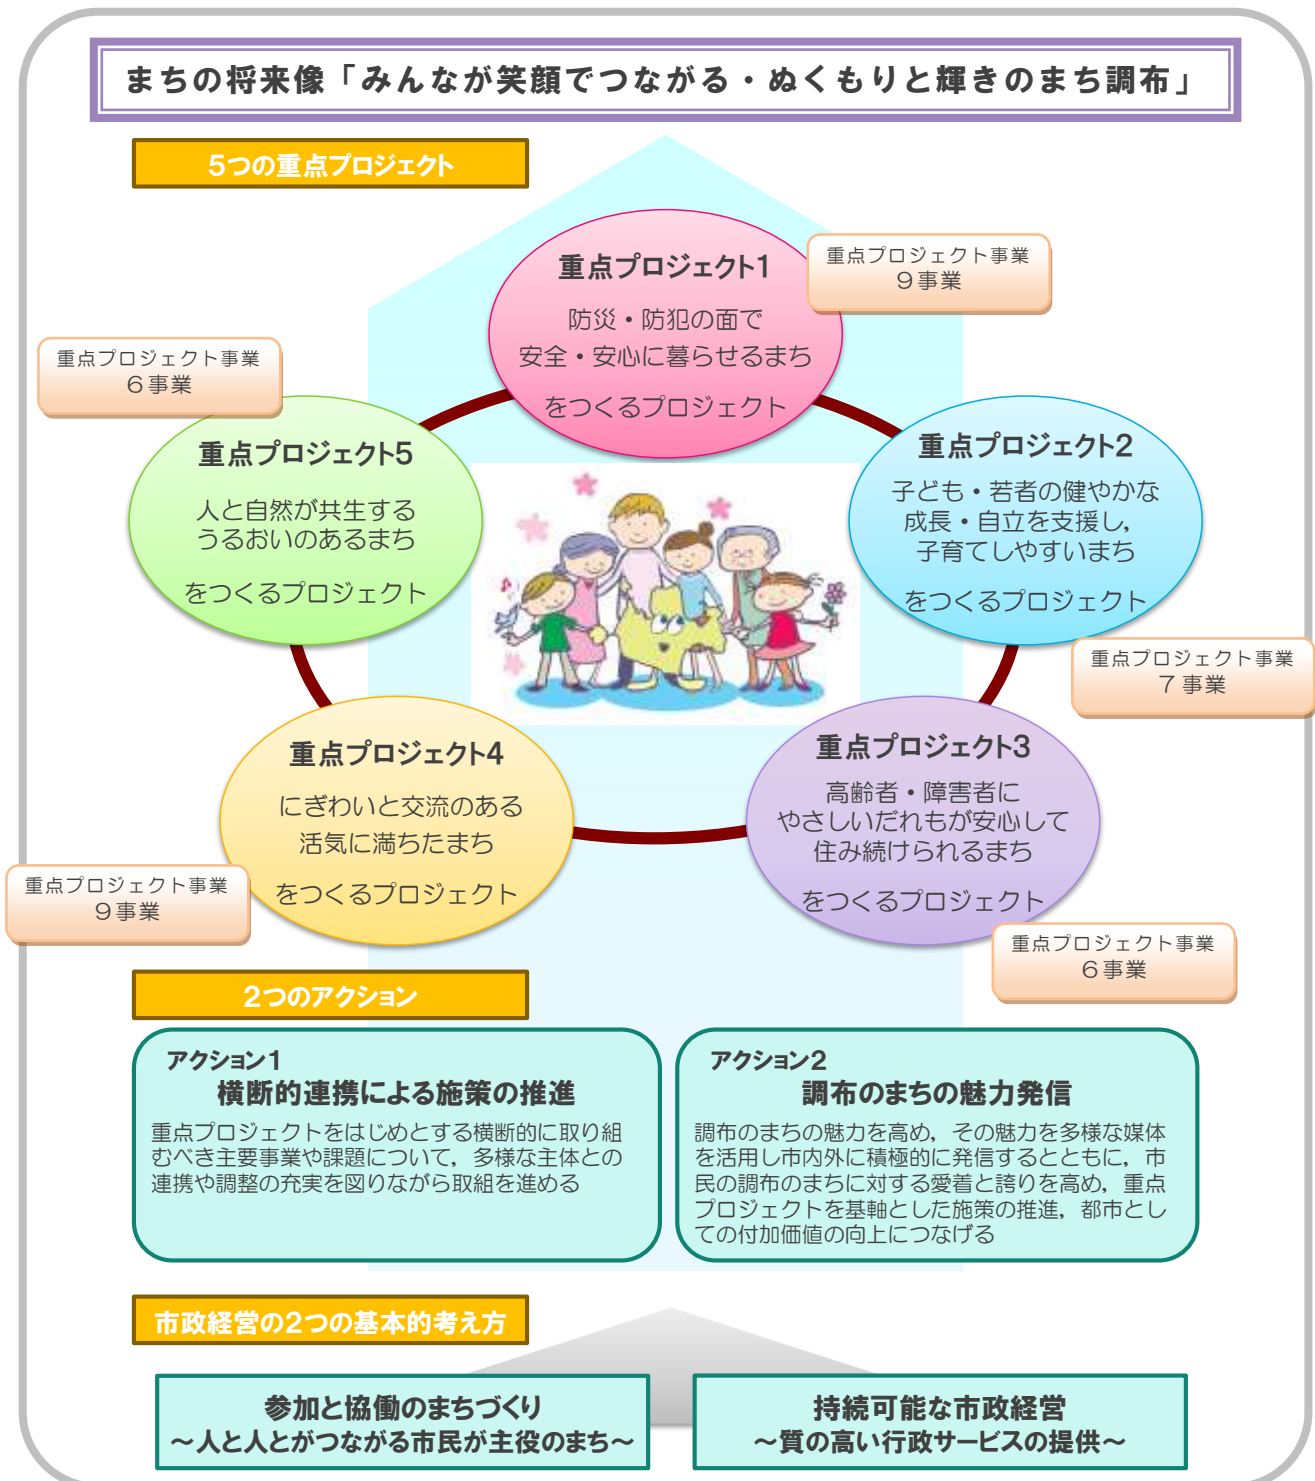 まちの将来像「みんなが笑顔でつながる・ぬくもりと輝きのまち調布」
5つの重点プロジェクト
重点プロジェクト1
防災・防犯の面で
安全・安心に暮らせるまち
をつくるプロジェクト
重点プロジェクト事業
9事業
重点プロジェクト事業
6事業
重点プロジェクト5
人と自然が共生する
うるおいのあるまち
をつくるプロジェクト
重点プロジェクト2
子ども・若者の健やかな
成長・自立を支援し，
子育てしやすいまち
をつくるプロジェクト
重点プロジェクト事業
7事業
重点プロジェクト4
にぎわいと交流のある
活気に満ちたまち
をつくるプロジェクト
重点プロジェクト事業
9事業
重点プロジェクト3
高齢者・障害者に
やさしいだれもが安心して
住み続けられるまち
をつくるプロジェクト
重点プロジェクト事業
6事業
2つのアクション
アクション1
横断的連携による施策の推進
重点プロジェクトをはじめとする横断的に取り組
むべき主要事業や課題について，多様な主体との
連携や調整の充実を図りながら取組を進める
アクション2
調布のまちの魅力発信
調布のまちの魅力を高め，その魅力を多様な媒体
を活用し市内外に積極的に発信するとともに，市
民の調布のまちに対する愛着と誇りを高め，重点
プロジェクトを基軸とした施策の推進，都市とし
ての付加価値の向上につなげる
市政経営の2つの基本的考え方
参加と協働のまちづくり
～人と人とがつながる市民が主役のまち～
持続可能な市政経営
～質の高い行政サービスの提供～